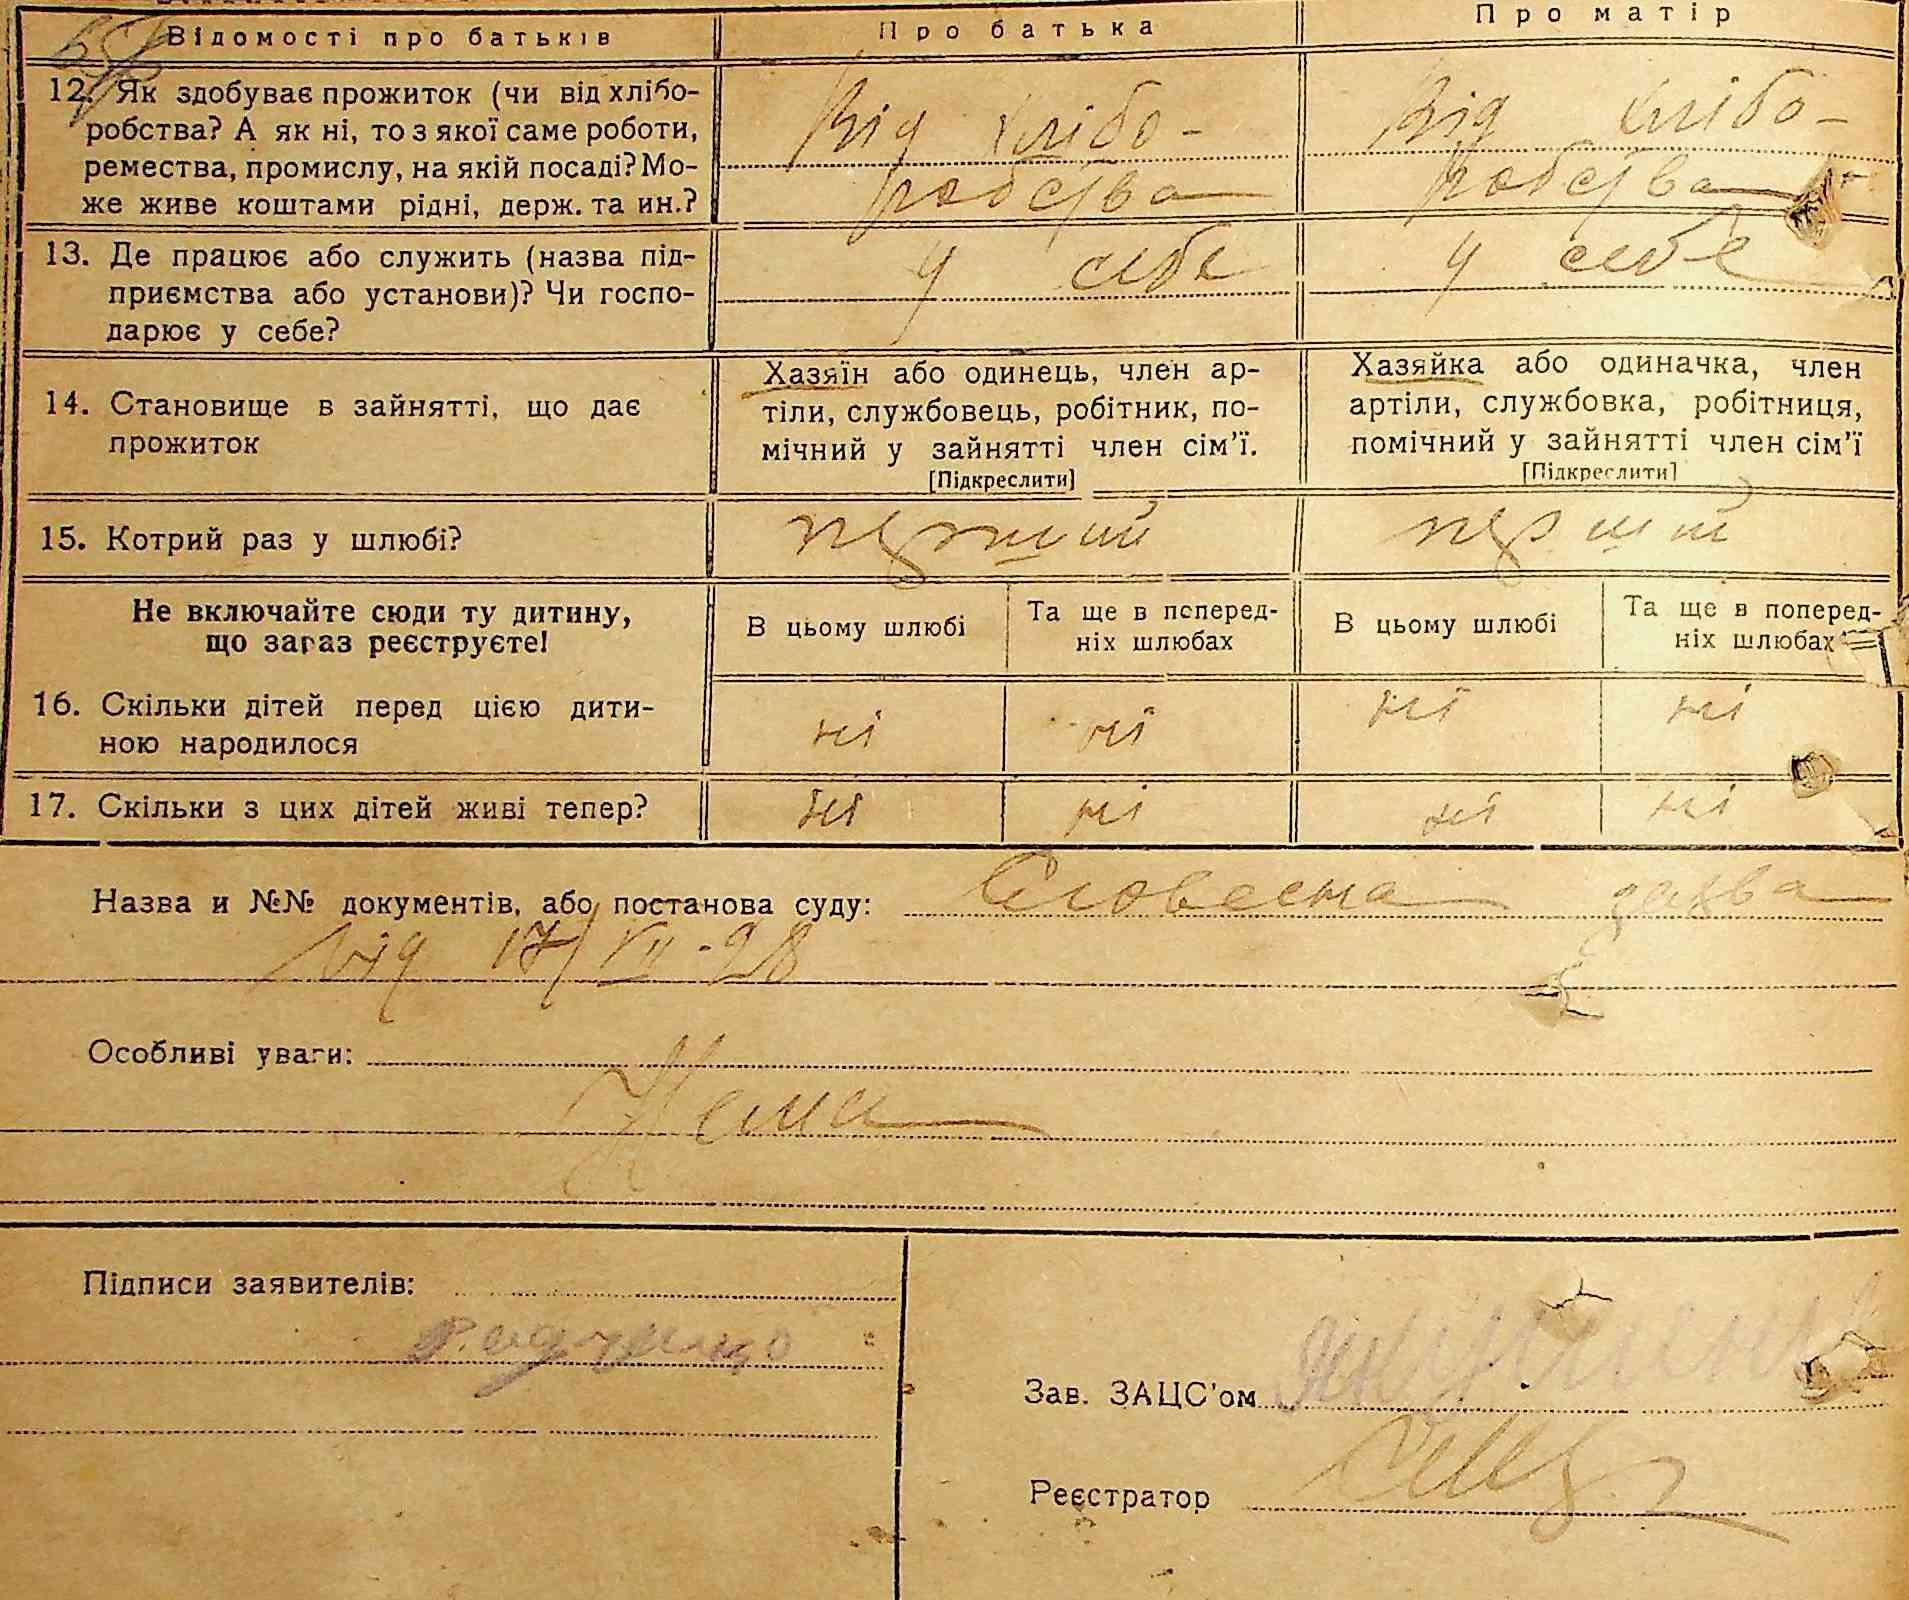 Відомості про батьків
Про батька
Про матір
12. Як здобуває прожиток (чи від хлібо-
робства? А як ні, то з якої саме роботи,
ремества, промислу, на якій посаді? Мо-
же живе коштами рідні, держ. та ин.?
Від хлібо-
робства
Від хлібо-
робства
13. Де працює або служить (назва під-
приємства або установи)? Чи госпо-
дарює у себе?
У себе
У себе
14. Становище в зайнятті, що дає
прожиток
Хазяїн або одинець, член ар-
тіли, службовець, робітник, по-
мічний у зайнятті член сім'ї.
[Підкреслити]
Хазяйка або одиначка, член
артіли, службовка, робітниця,
помічний у зайнятті член сім'ї
[Підкреслити]
15. Котрий раз у шлюбі?
перший
перший
Не включайте сюди ту дитину,
що зараз реєструєте!
В цьому шлюбі
Та ще в поперед-
ніх шлюбах
В цьому шлюбі
Та ще в поперед-
ніх шлюбах
16. Скільки дітей перед цією дити-
ною народилося
ні
ні
ні
ні
17. Скільки з цих дітей живі тепер?
ні
ні
ні
ні
Назва и №№ документів, або постанова суду: Словесна заява
від 17/VII-28
Особливі уваги:
Нема
Підписи заявителів:
Зав. ЗАЦС'ом
Реєстратор